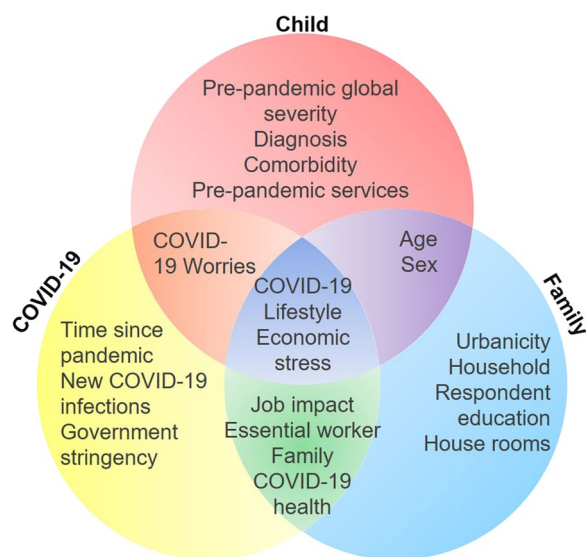 Child
Pre-pandemic global
severity
Diagnosis
Comorbidity
Pre-pandemic services
COVID-
19 Worries
Age
Sex
COVID-19
Lifestyle
Economic
stress
COVID-19
Time since
pandemic
New COVID-19
infections
Government
stringency
Family
Urbanicity
Household
Respondent
education
House rooms
Job impact
Essential worker
Family
COVID-19
health